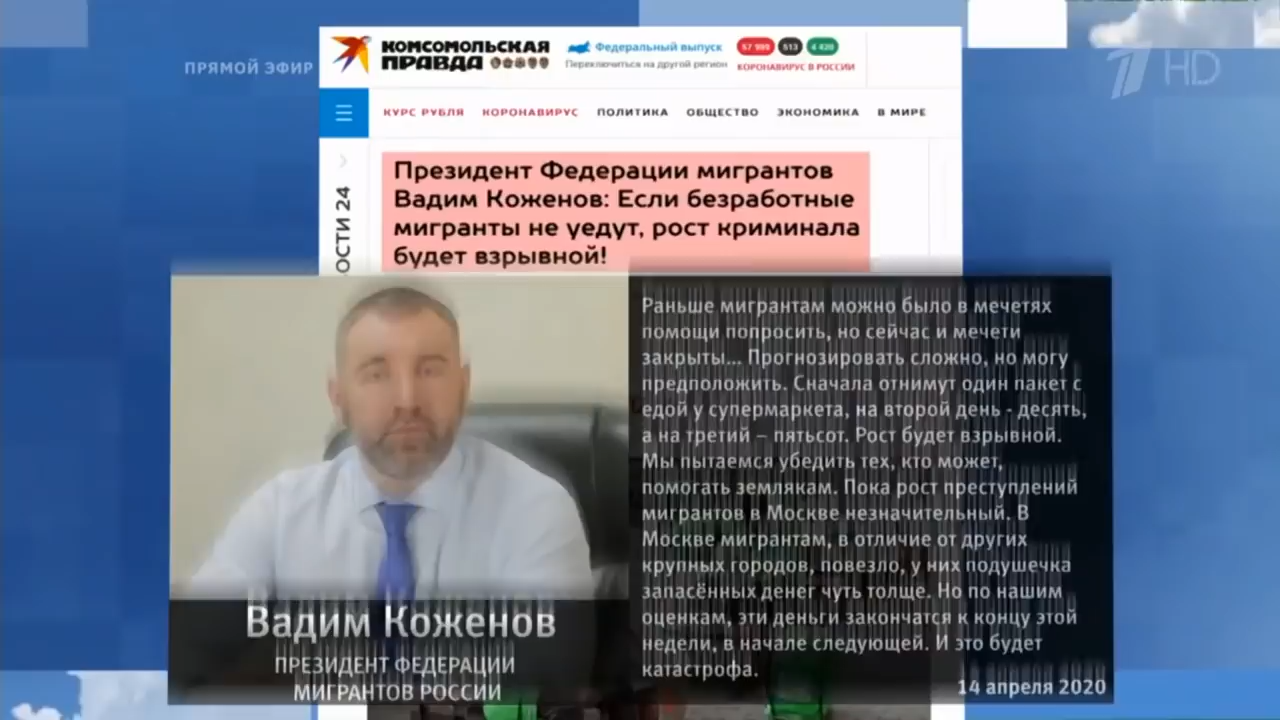 ПРЯМОЙ ЭФИР
HD
КОМСОМОЛЬСКАЯ
ПРАВДА
Федеральный выпуск
Переключиться на другой регион
513
КОРОНАВИРУС В РОССИИ
КУРС РУБЛЯ КОРОНАВИРУС ПОЛИТИКА ОБЩЕСТВО ЭКОНОМИКА В МИРЕ
ОСТИ 24
Президент Федерации мигрантов
Вадим Коженов: Если безработные
мигранты не уедут, рост криминала
будет взрывной!
Вадим Коженов
ПРЕЗИДЕНТ ФЕДЕРАЦИИ
МИГРАНТОВ РОССИИ
Раньше мигрантам можно было в мечетях
помощи попросить, но сейчас и мечети
закрыты... Прогнозировать сложно, но могу
предположить. Сначала отнимут один пакет с
едой у супермаркета, на второй день - десять,
а на третий – пятьсот. Рост будет взрывной.
Мы пытаемся убедить тех, кто может,
помогать землякам. Пока рост преступлений
мигрантов в Москве незначительный. В
Москве мигрантам, в отличие от других
крупных городов, повезло, у них подушечка
запасённых денег чуть толще. Но по нашим
оценкам, эти деньги закончатся к концу этой
недели, в начале следующей. И это будет
катастрофа.
14 апреля 2020